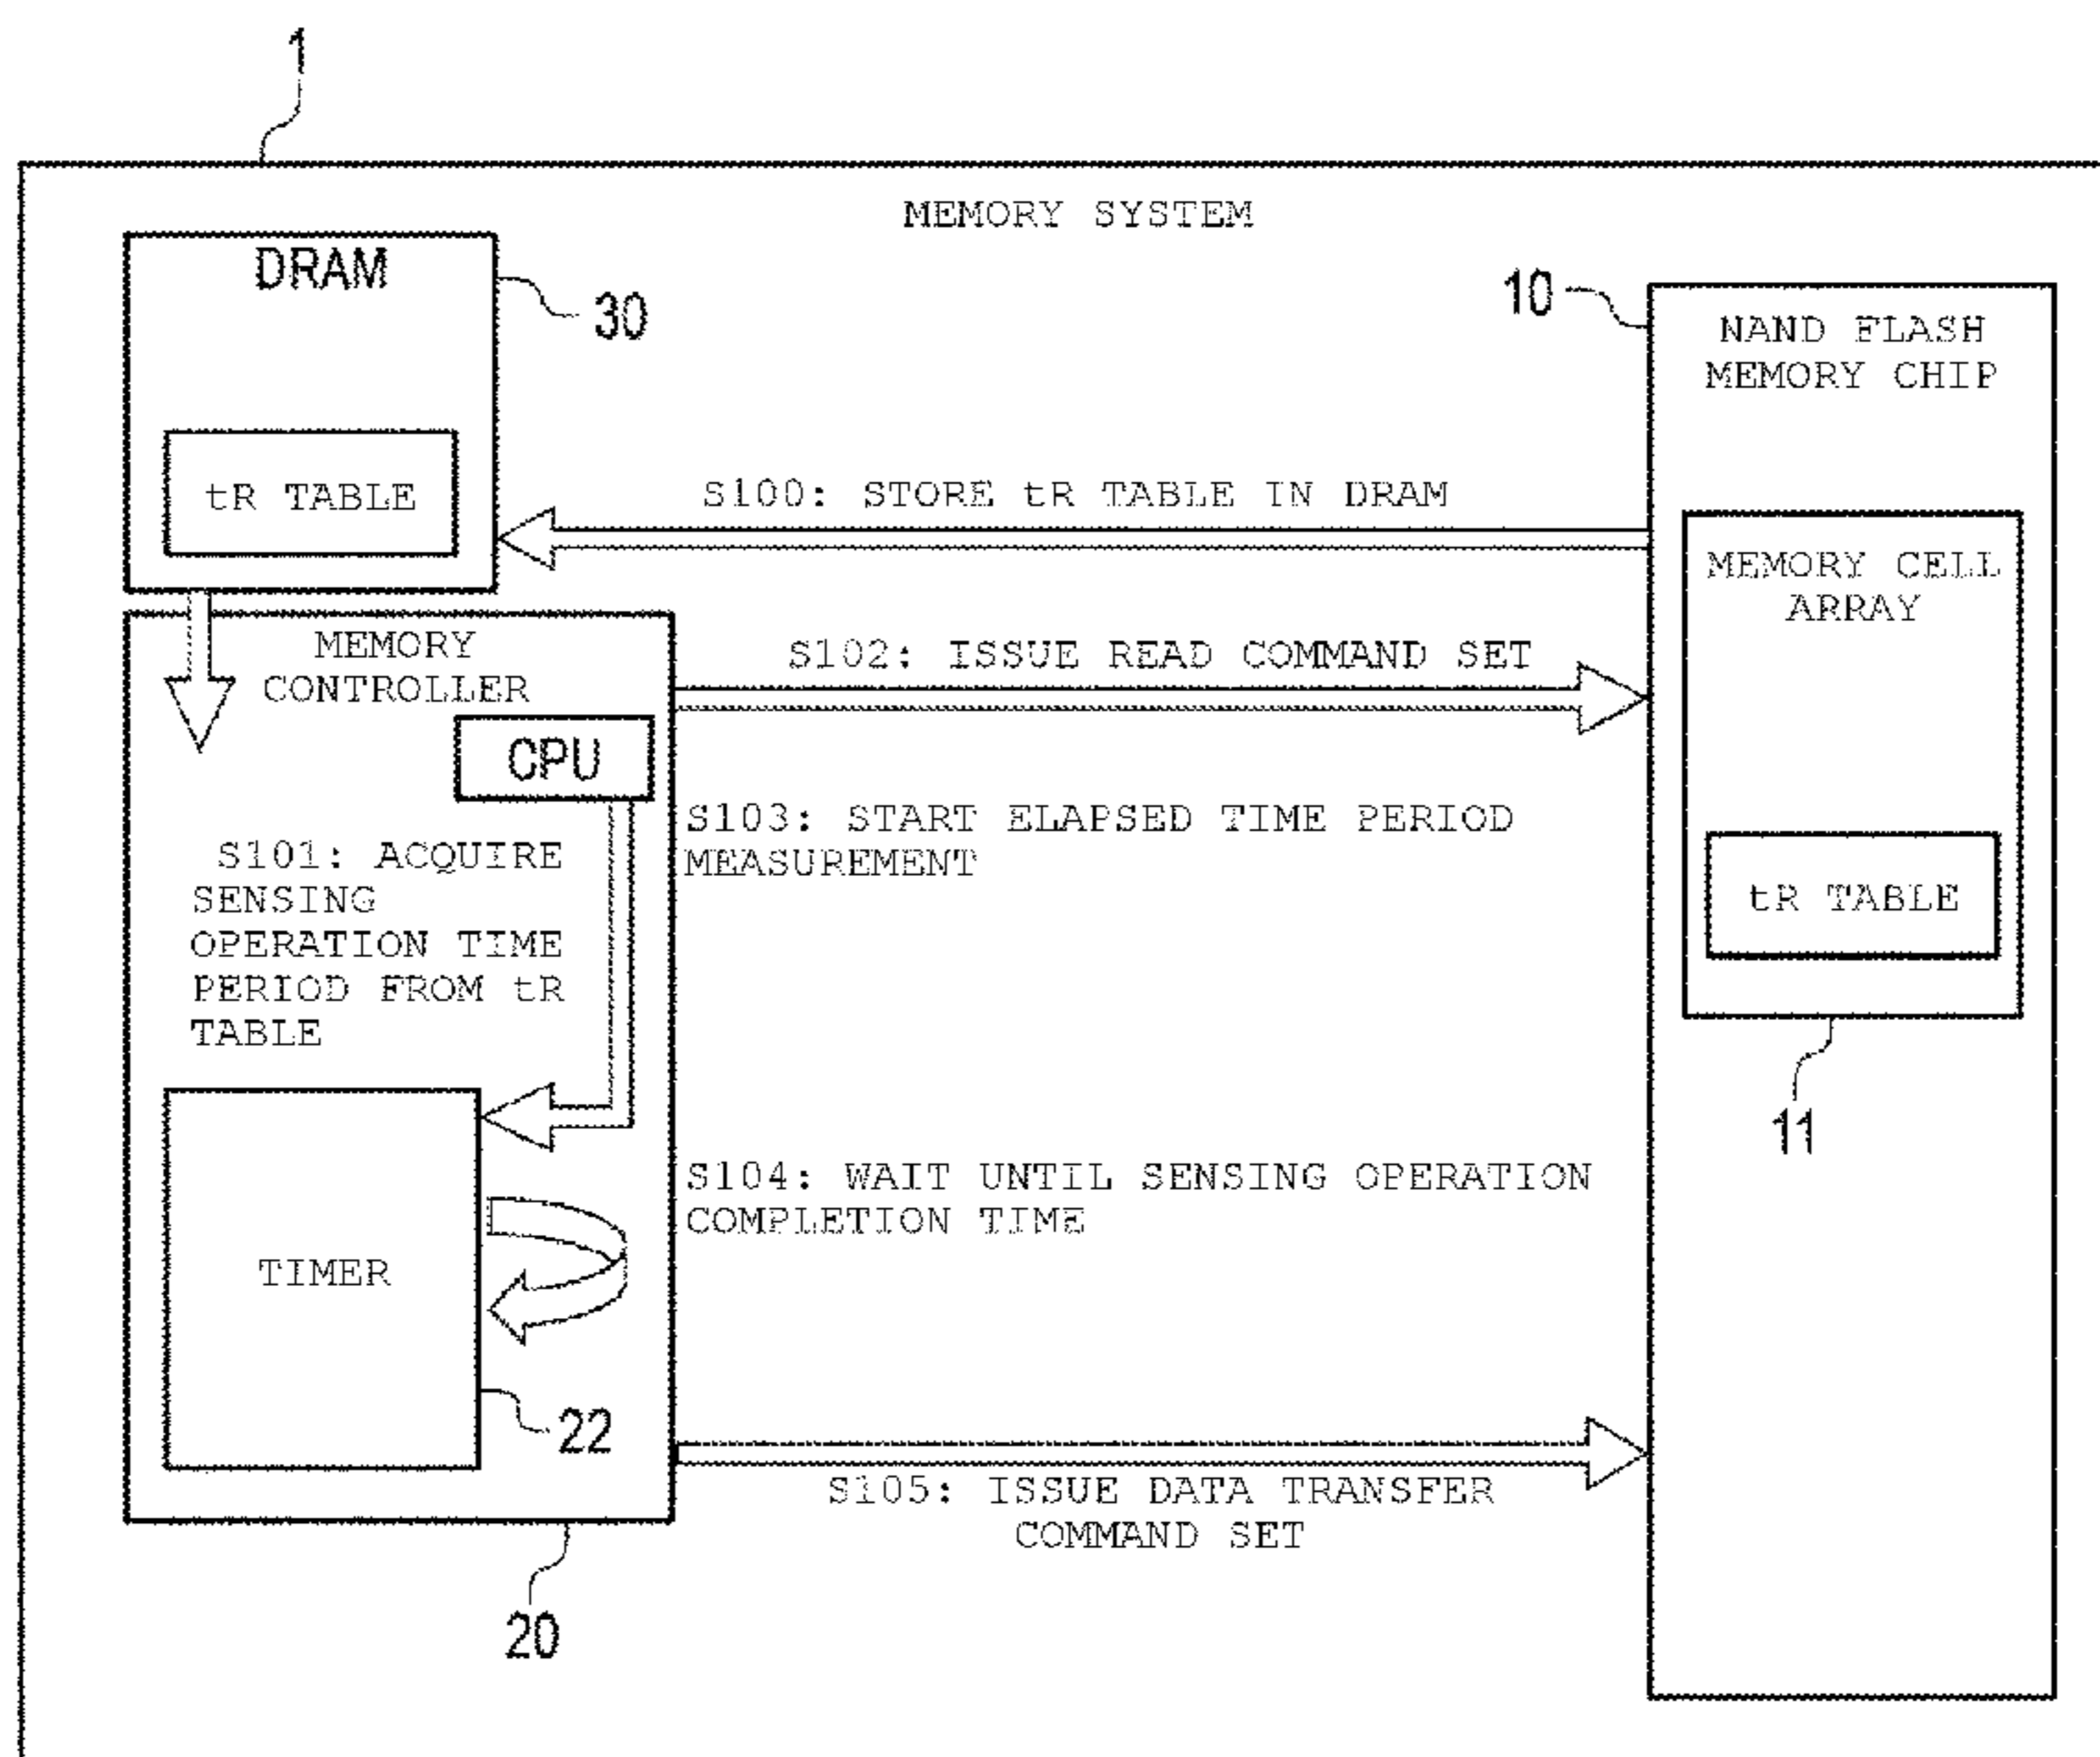 1
MEMORY SYSTEM
DRAM
30
tR TABLE
10
NAND FLASH
MEMORY CHIP
S100: STORE tR TABLE IN DRAM
MEMORY CELL
ARRAY
tR TABLE
11
MEMORY
CONTROLLER
CPU
S102: ISSUE READ COMMAND SET
S103: START ELAPSED TIME PERIOD
MEASUREMENT
S101: ACQUIRE
SENSING
OPERATION TIME
PERIOD FROM tR
TABLE
TIMER
22
S104: WAIT UNTIL SENSING OPERATION
COMPLETION TIME
S105: ISSUE DATA TRANSFER
COMMAND SET
20